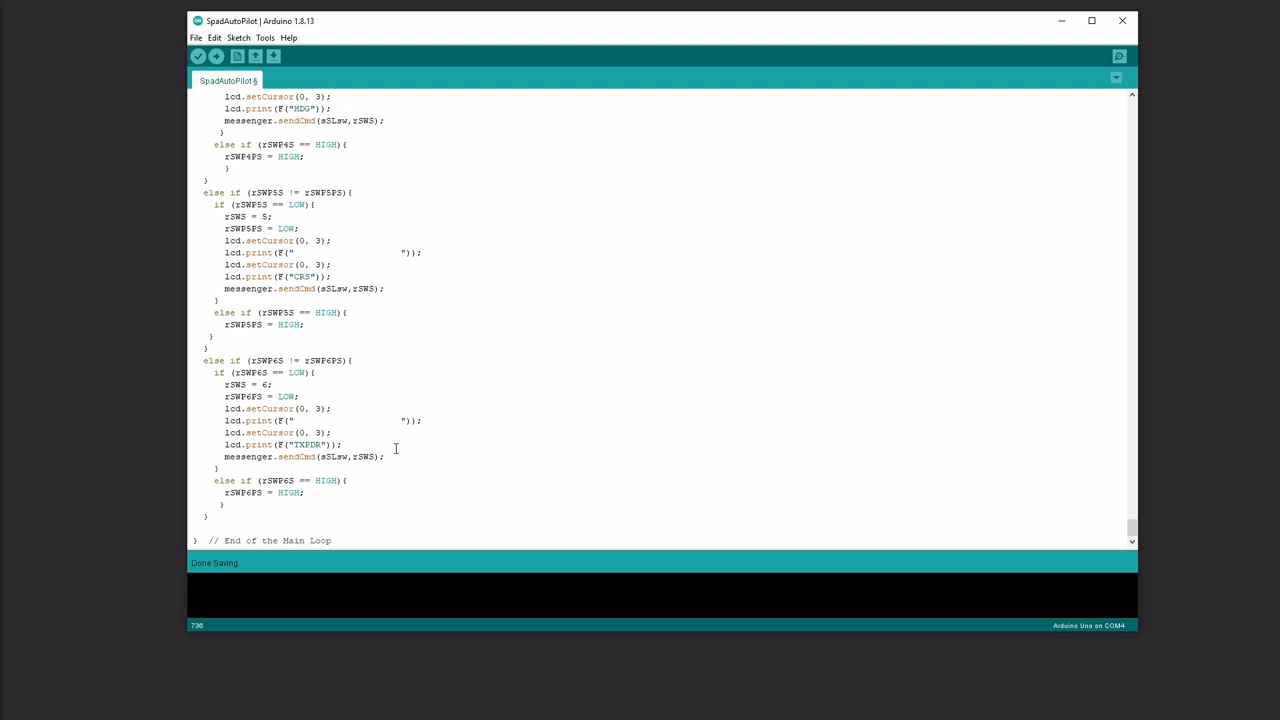 SpadAutoPilot | Arduino 1.8.13
File Edit Sketch Tools Help
SpadAutoPilot§
lcd.setCursor(0, 3);
lcd.print(F("HDG"));
messenger.sendCmd(sSLsw,rSWS);
}
else if (rSWP4S == HIGH){
rSWP4PS = HIGH;
}
}
else if (rSWP5S != rSWP5PS){
if (rSWP5S == LOW){
rSWS = 5;
rSWP5PS = LOW;
lcd.setCursor(0, 3);
lcd.print(F("                    "));
lcd.setCursor(0, 3);
lcd.print(F("CRS"));
messenger.sendCmd(sSLsw,rSWS);
}
else if (rSWP5S == HIGH){
rSWP5PS = HIGH;
}
}
else if (rSWP6S != rSWP6PS){
if (rSWP6S == LOW){
rSWS = 6;
rSWP6PS = LOW;
lcd.setCursor(0, 3);
lcd.print(F("                    "));
lcd.setCursor(0, 3);
lcd.print(F("TXPDR"));
messenger.sendCmd(sSLsw,rSWS);
}
else if (rSWP6S == HIGH){
rSWP6PS = HIGH;
}
}
} // End of the Main Loop
Done Saving.
736 Arduino Uno on COM4